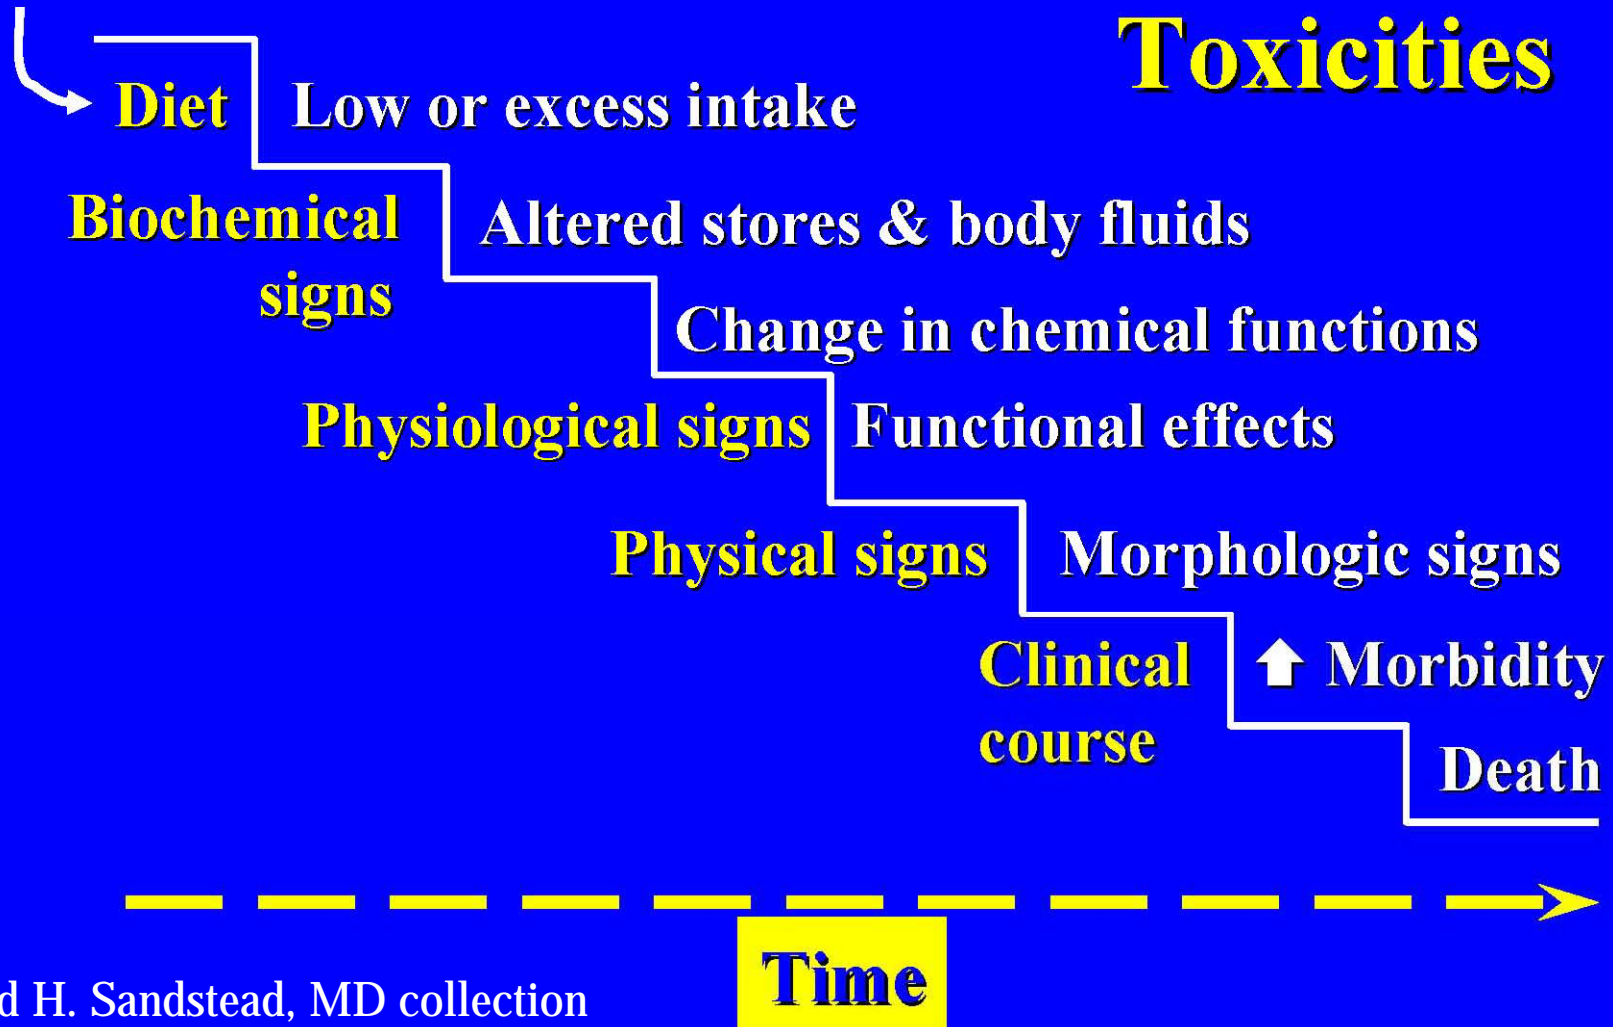 Toxicities
Diet Low or excess intake
Biochemical signs Altered stores & body fluids
Change in chemical functions
Physiological signs Functional effects
Physical signs Morphologic signs
Clinical course ⬆ Morbidity
Death
Time
H. Sandstead, MD collection